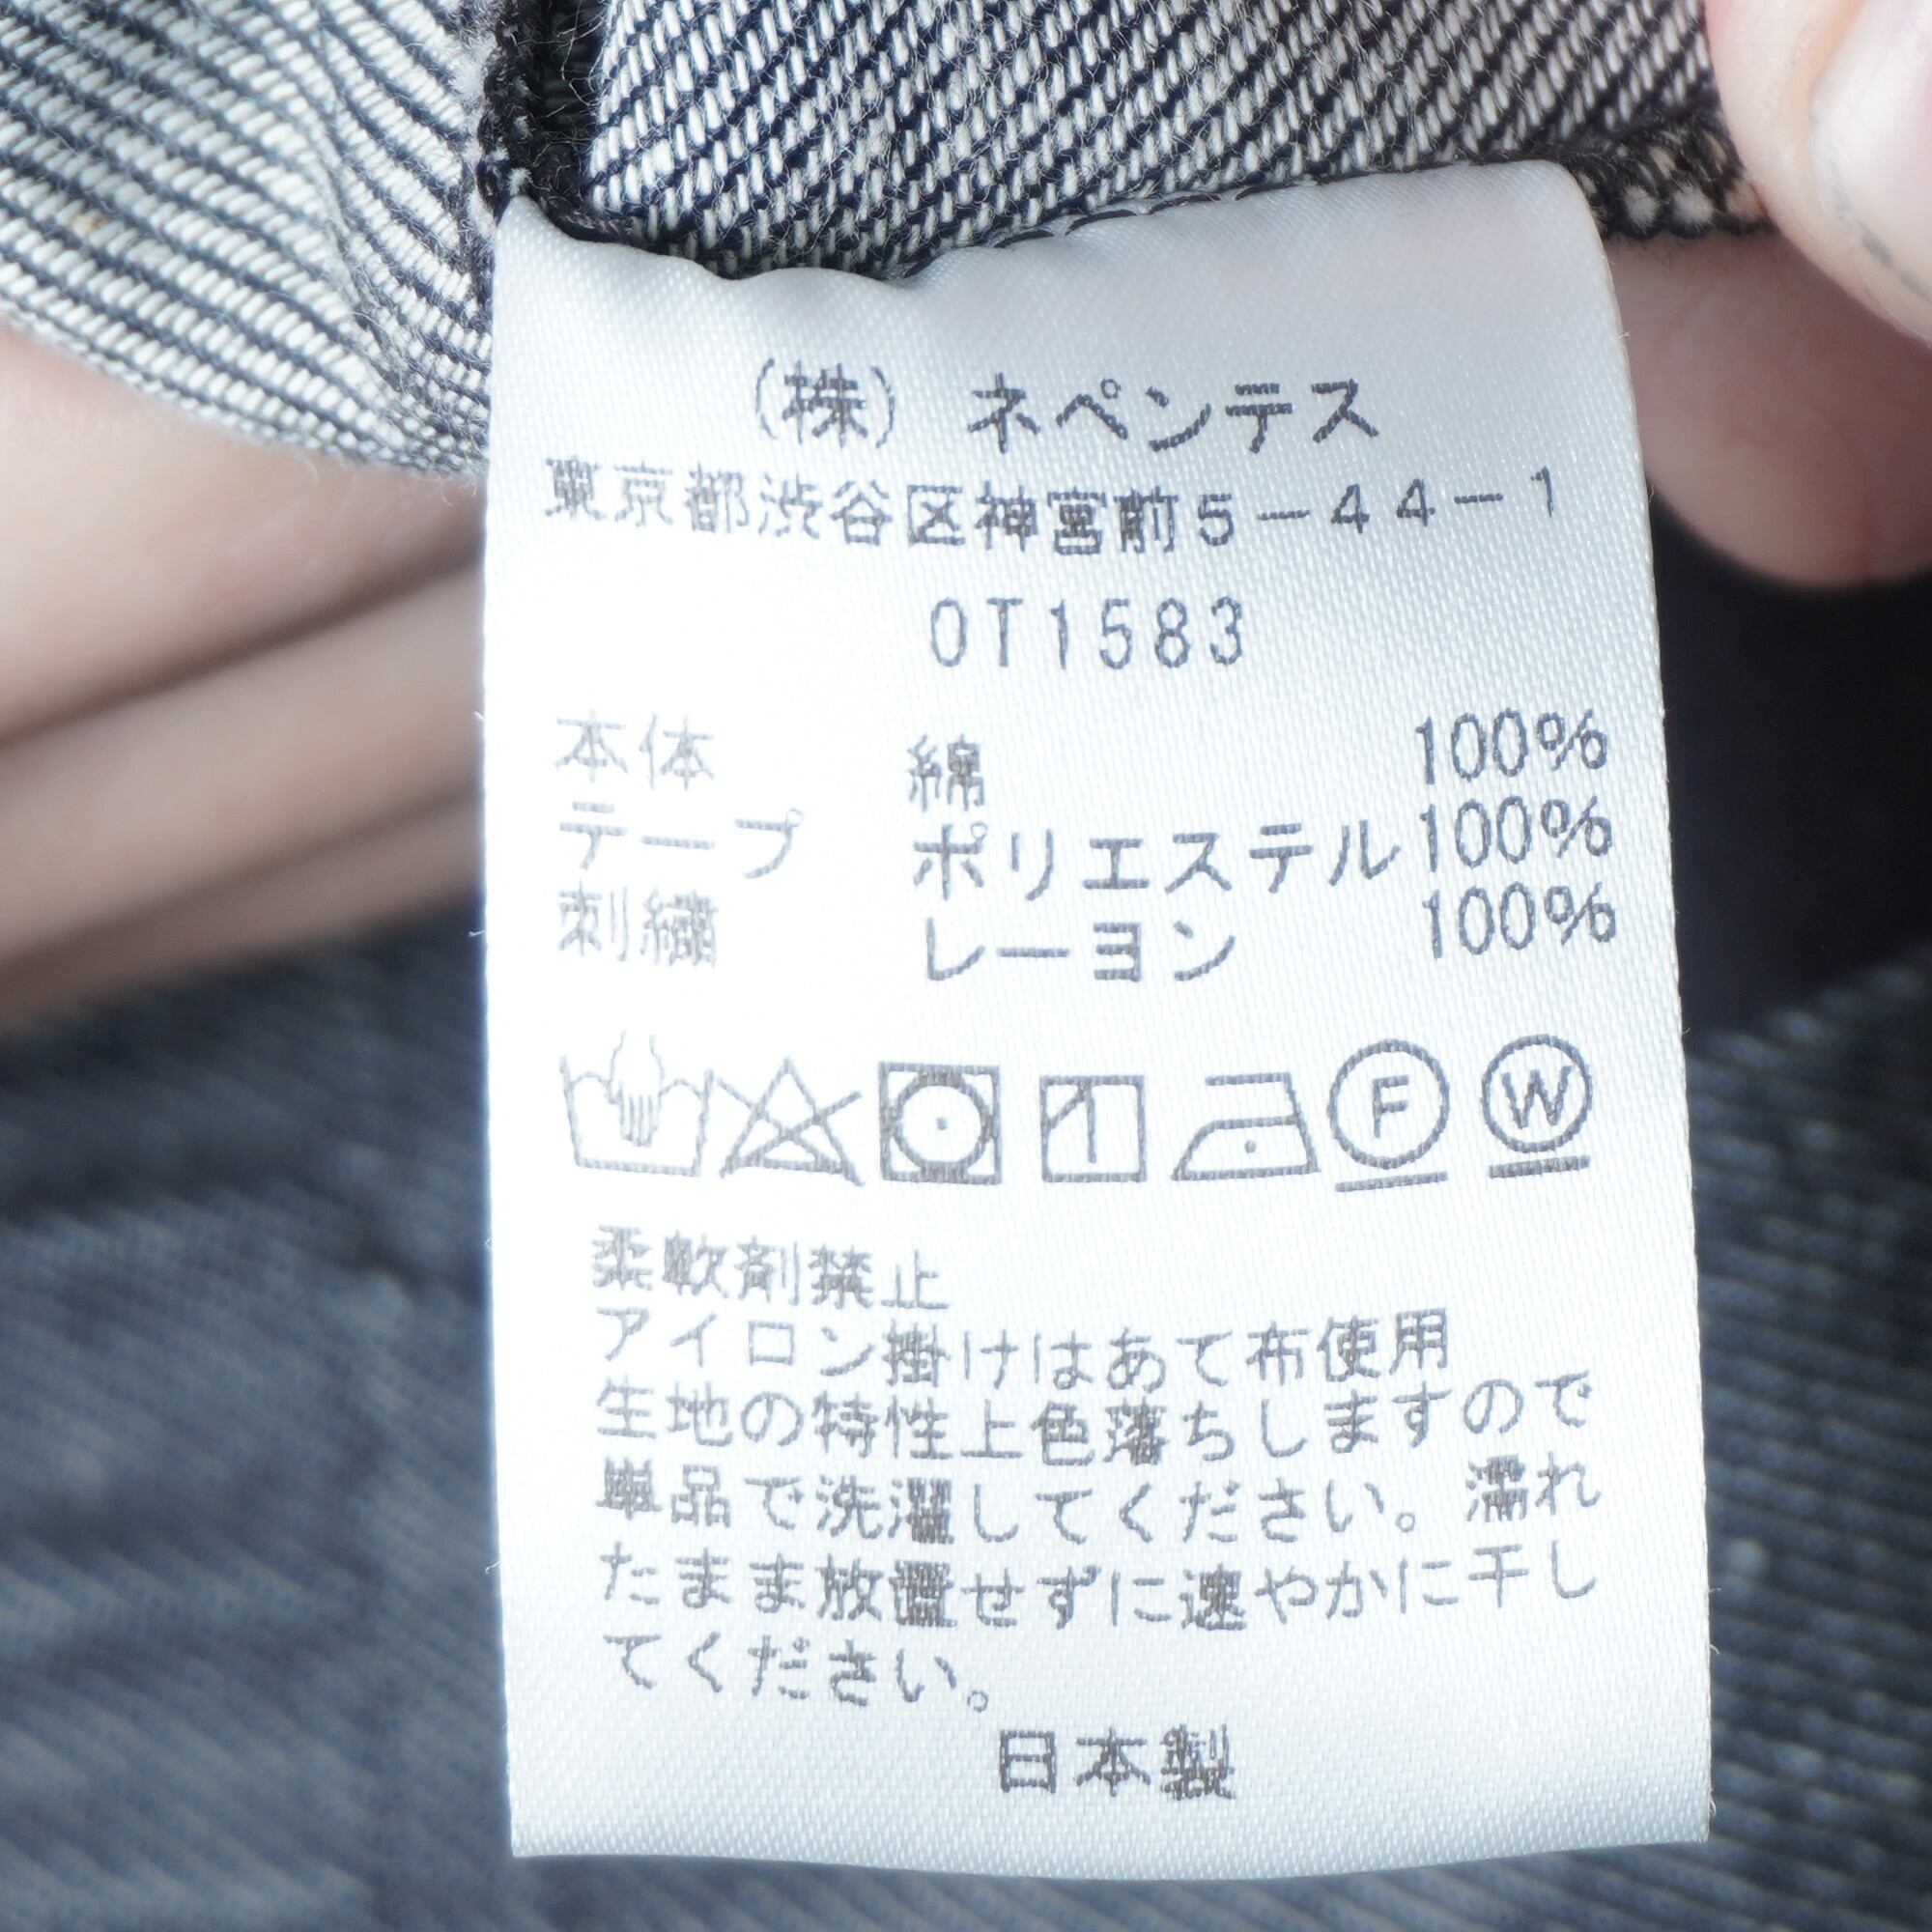 (株) ネペンテス
東京都渋谷区神宮前5-44-1
OT1583
本体 綿 100%
テープ ポリエステル100%
刺繍 レーヨン 100%
F W
柔軟剤禁止
アイロン掛けはあて布使用
生地の特性上色落ちしますので
単品で洗濯してください。濡れ
たまま放置せずに速やかに干し
てください。
日本製